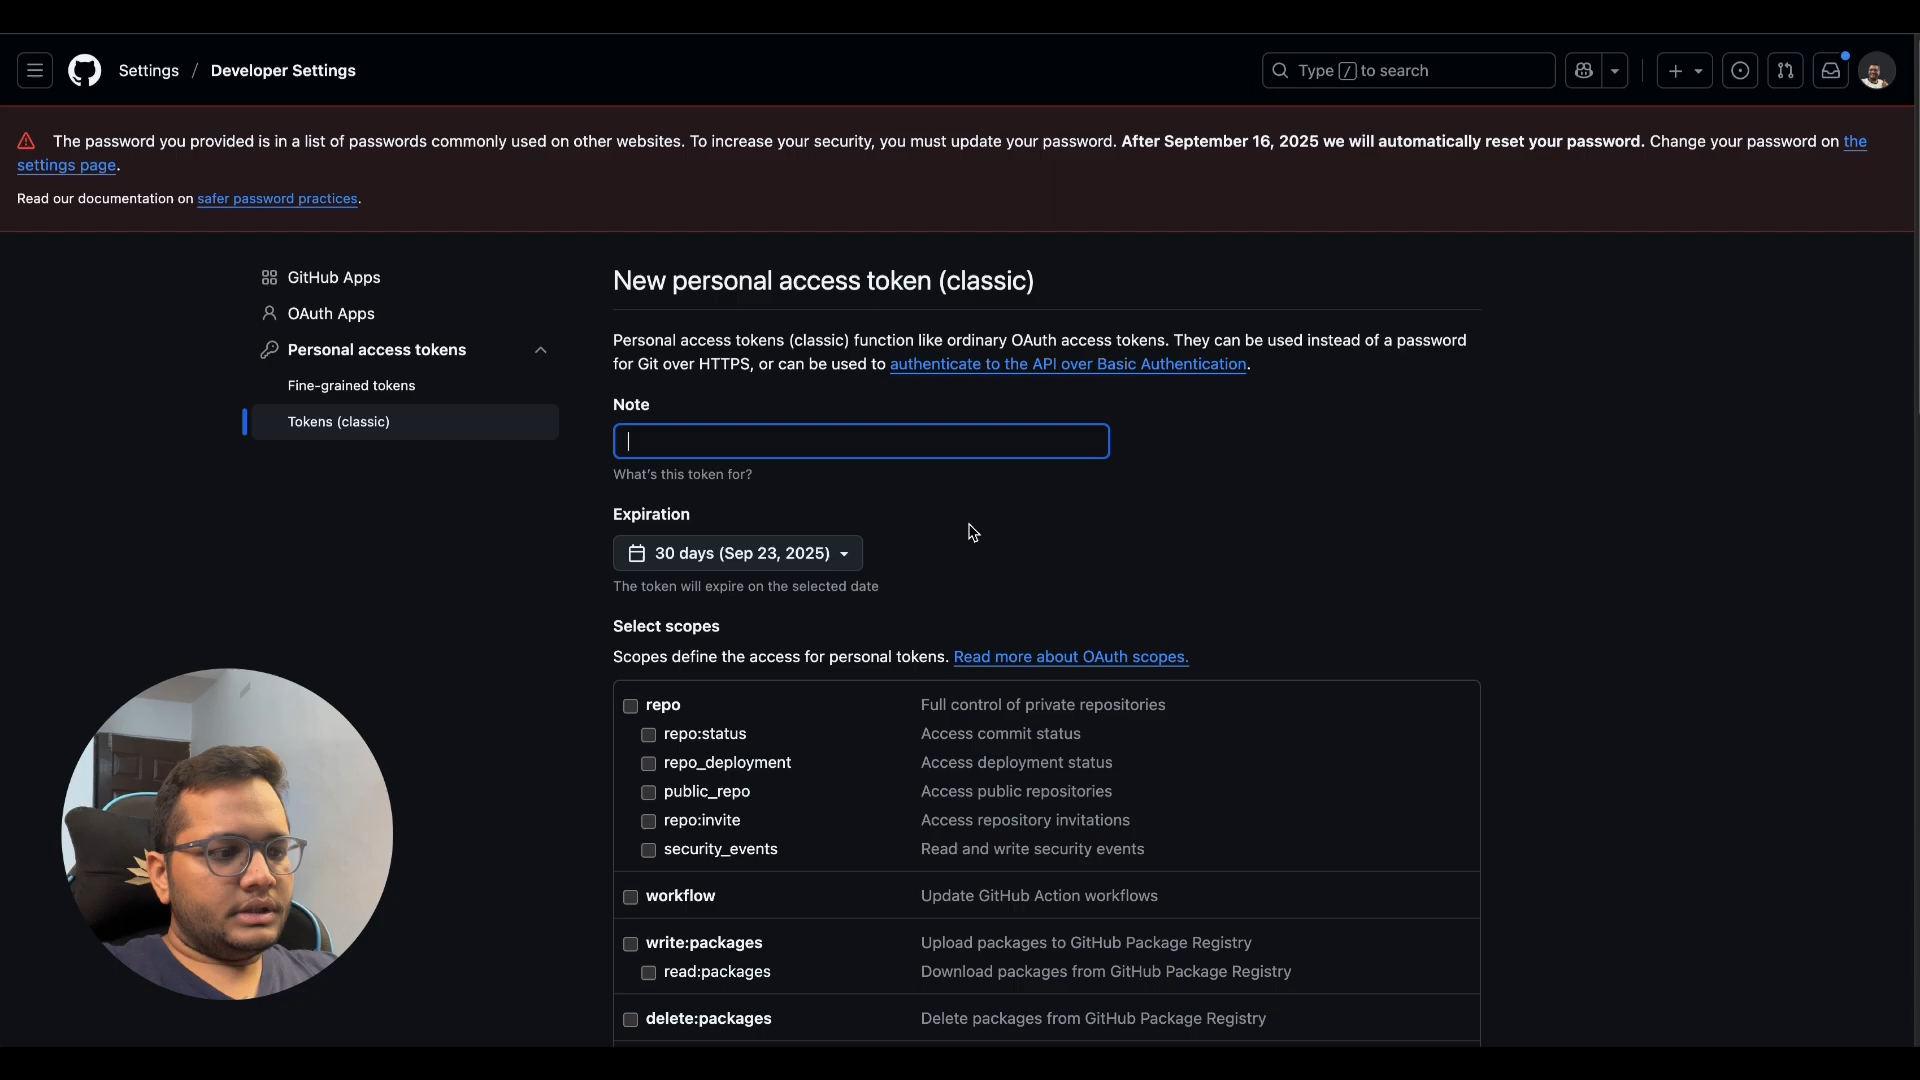 Settings / Developer Settings
Type / to search
The password you provided is in a list of passwords commonly used on other websites. To increase your security, you must update your password. After September 16, 2025 we will automatically reset your password. Change your password on the
settings page.
Read our documentation on safer password practices.
GitHub Apps
OAuth Apps
Personal access tokens
Fine-grained tokens
Tokens (classic)
New personal access token (classic)
Personal access tokens (classic) function like ordinary OAuth access tokens. They can be used instead of a password
for Git over HTTPS, or can be used to authenticate to the API over Basic Authentication.
Note
What's this token for?
Expiration
30 days (Sep 23, 2025)
The token will expire on the selected date
Select scopes
Scopes define the access for personal tokens. Read more about OAuth scopes.
repo Full control of private repositories
repo:status Access commit status
repo_deployment Access deployment status
public_repo Access public repositories
repo:invite Access repository invitations
security_events Read and write security events
workflow Update GitHub Action workflows
write:packages Upload packages to GitHub Package Registry
read:packages Download packages from GitHub Package Registry
delete:packages Delete packages from GitHub Package Registry